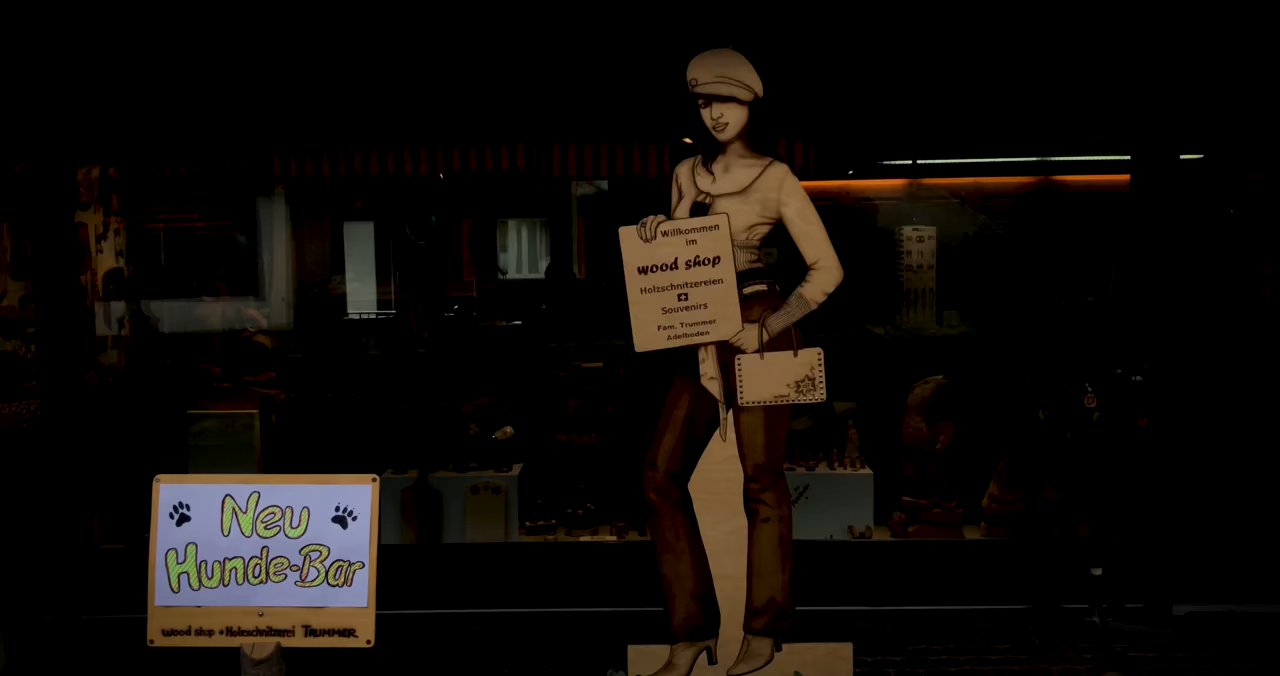 Willkommen
im
wood shop
Holzschnitzereien
Souvenirs
Fam. Trummer
Adelboden
Neu
Hunde-Bar
wood shop + Holzschnitzerei TRUMMER